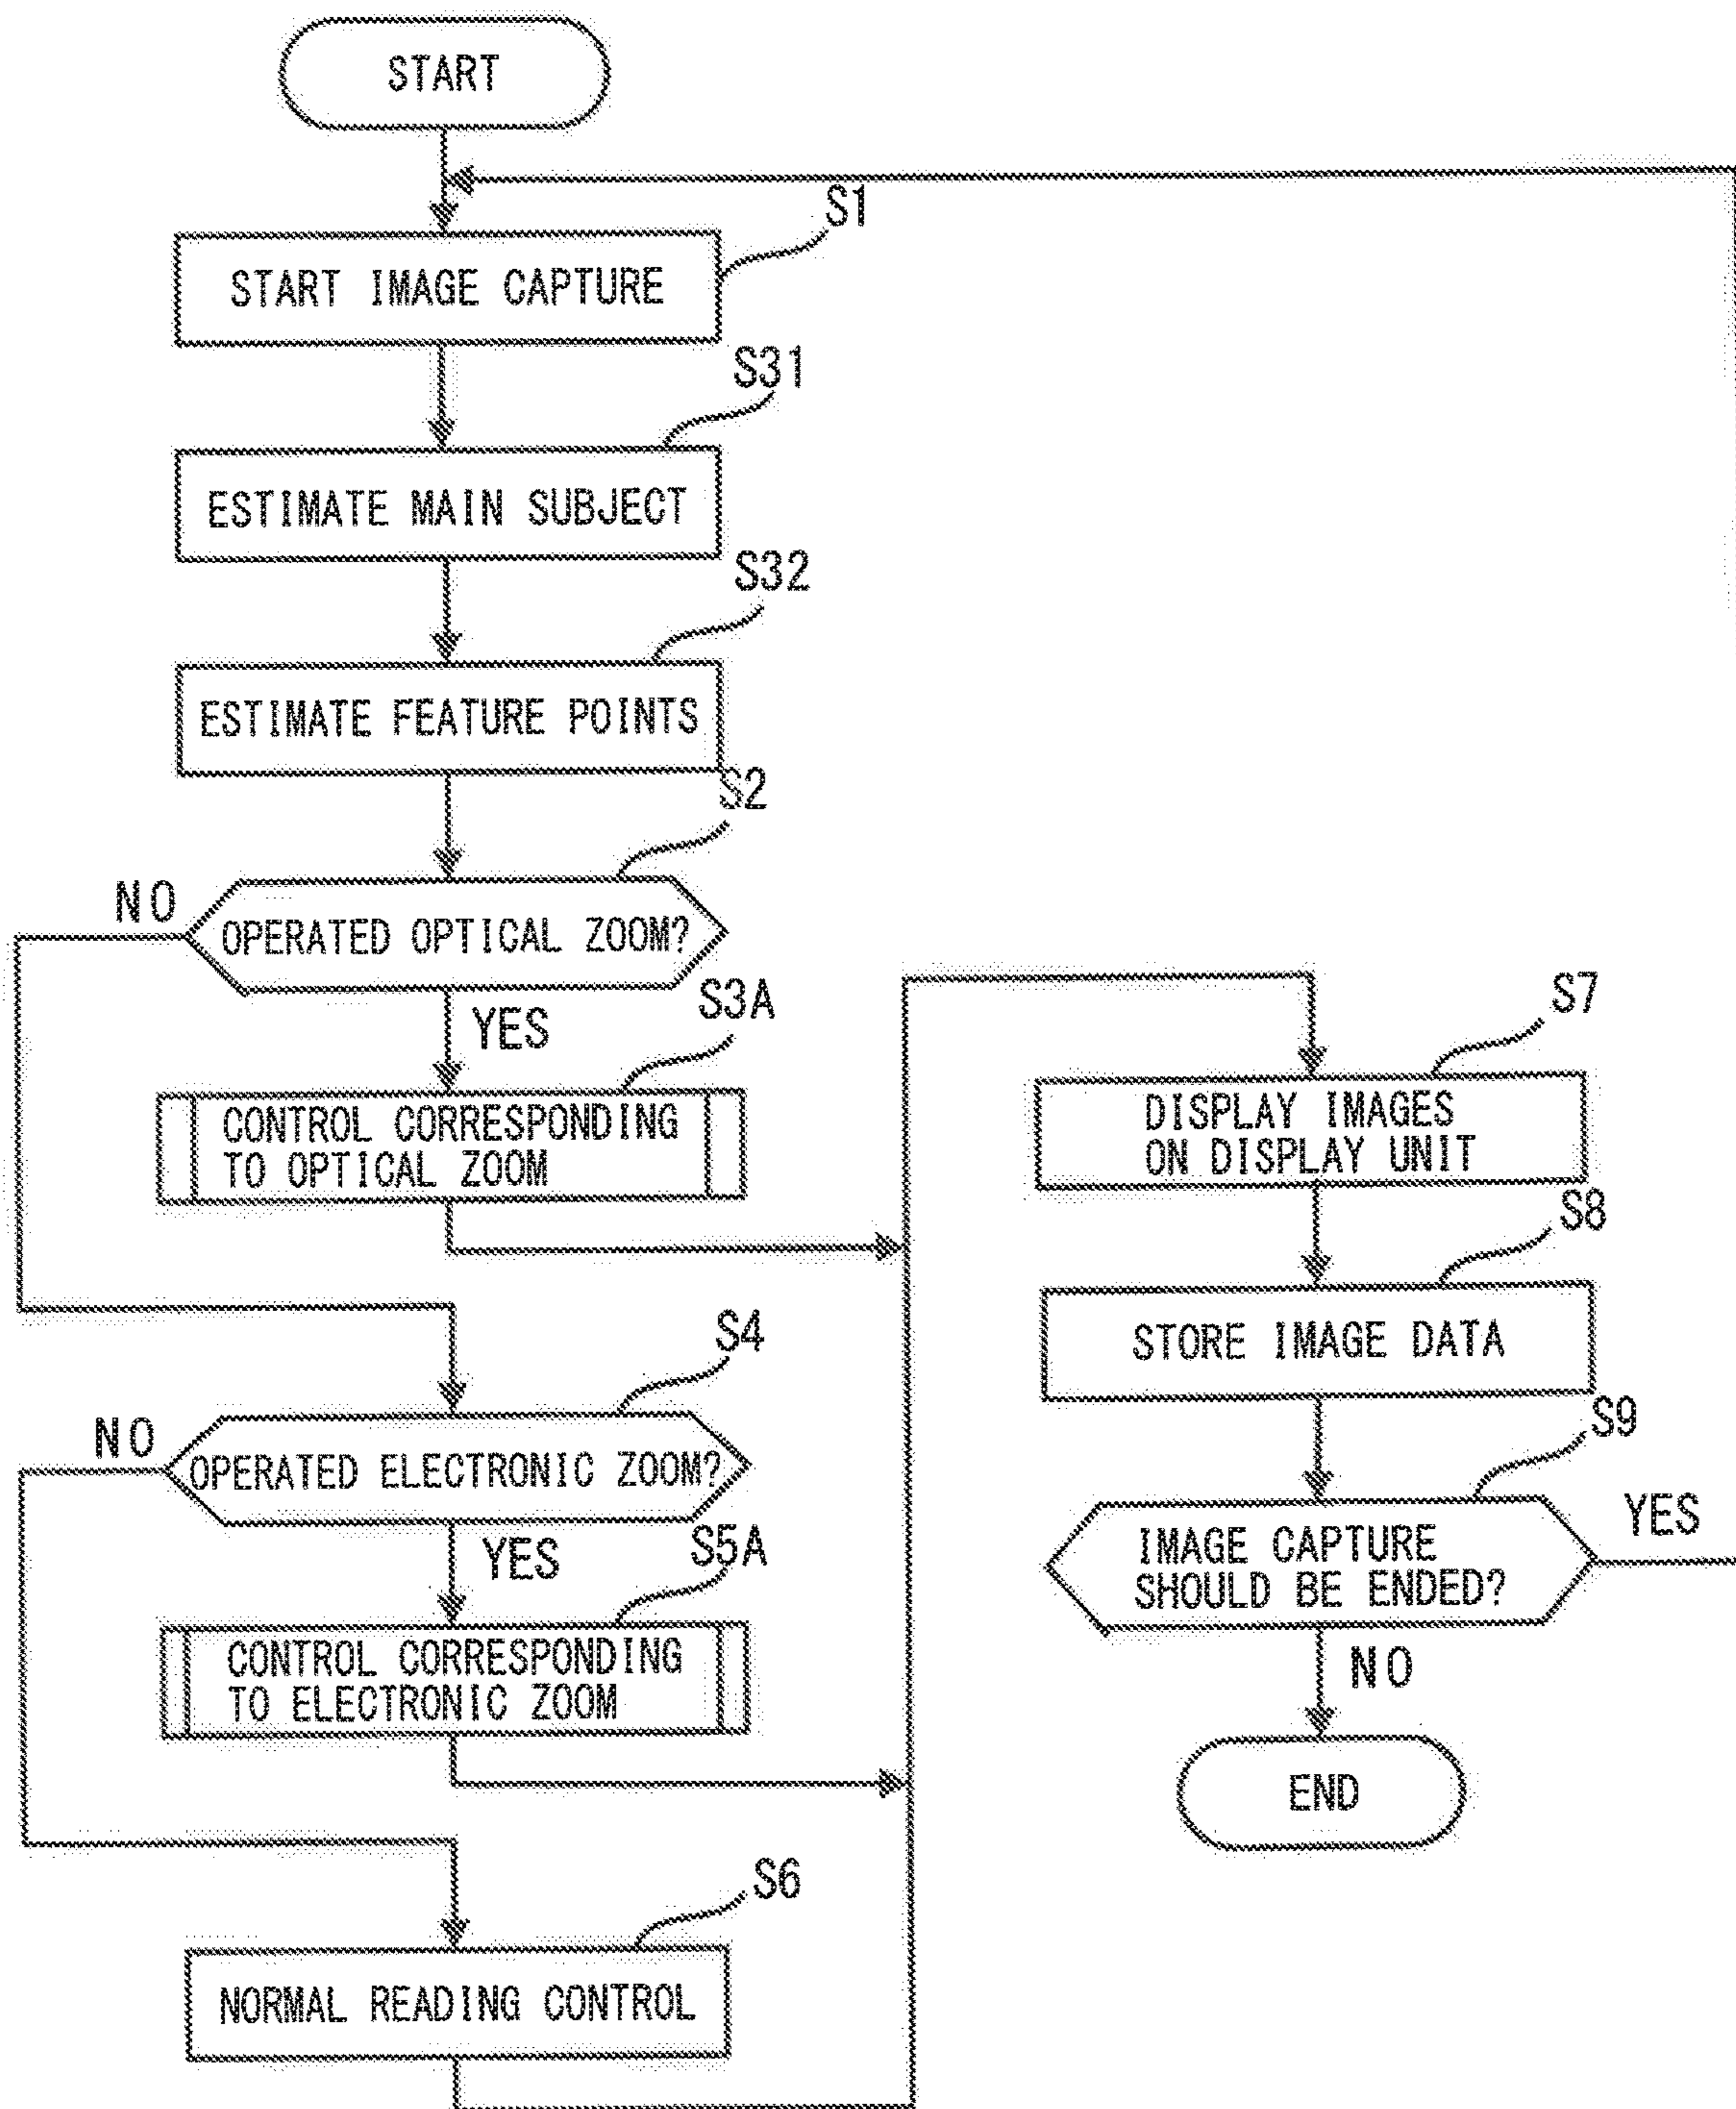 START
S1
START IMAGE CAPTURE
S31
ESTIMATE MAIN SUBJECT
S32
ESTIMATE FEATURE POINTS
S2
NO
OPERATED OPTICAL ZOOM?
YES
S3A
CONTROL CORRESPONDING
TO OPTICAL ZOOM
S4
NO
OPERATED ELECTRONIC ZOOM?
YES
S5A
CONTROL CORRESPONDING
TO ELECTRONIC ZOOM
S6
NORMAL READING CONTROL
S7
DISPLAY IMAGES
ON DISPLAY UNIT
S8
STORE IMAGE DATA
S9
IMAGE CAPTURE
SHOULD BE ENDED?
YES
NO
END